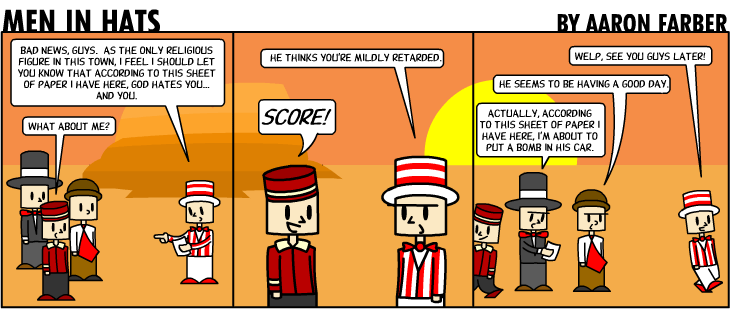 MEN IN HATS
BY AARON FARBER
BAD NEWS, GUYS. AS THE ONLY RELIGIOUS
FIGURE IN THIS TOWN, I FEEL I SHOULD LET
YOU KNOW THAT ACCORDING TO THIS SHEET
OF PAPER I HAVE HERE, GOD HATES YOU...
AND YOU.
WHAT ABOUT ME?
HE THINKS YOU'RE MILDLY RETARDED.
SCORE!
WELP, SEE YOU GUYS LATER!
HE SEEMS TO BE HAVING A GOOD DAY.
ACTUALLY, ACCORDING
TO THIS SHEET OF PAPER I
HAVE HERE, I'M ABOUT TO
PUT A BOMB IN HIS CAR.